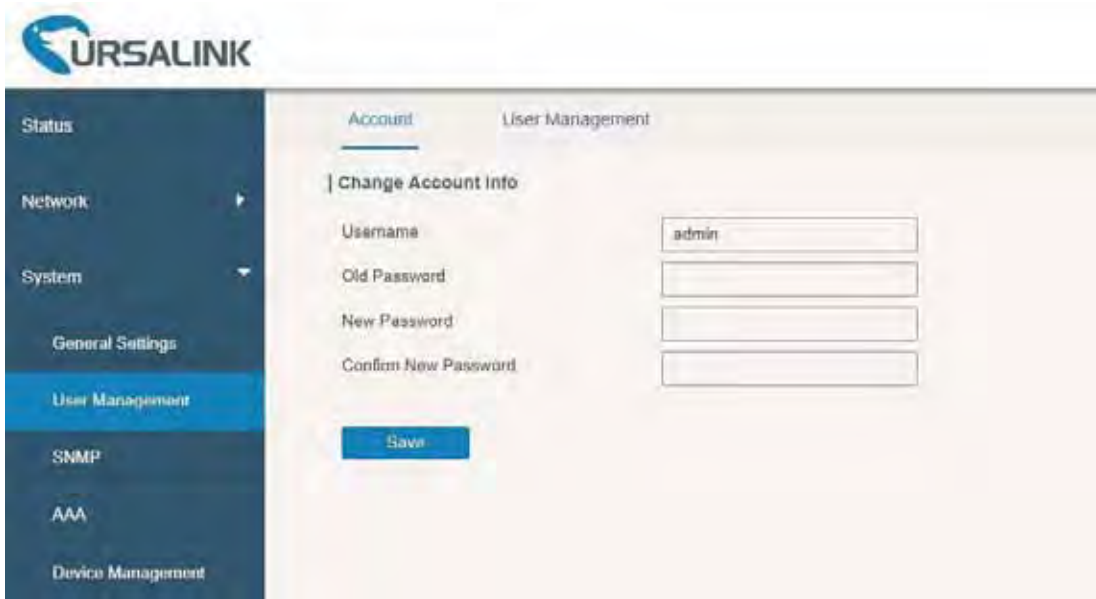 URSALINK
Status
Network
System
General Settings
User Management
SNMP
AAA
Device Management
Account User Management
| Change Account Info
Username admin
Old Password
New Password
Confirm New Password
Save